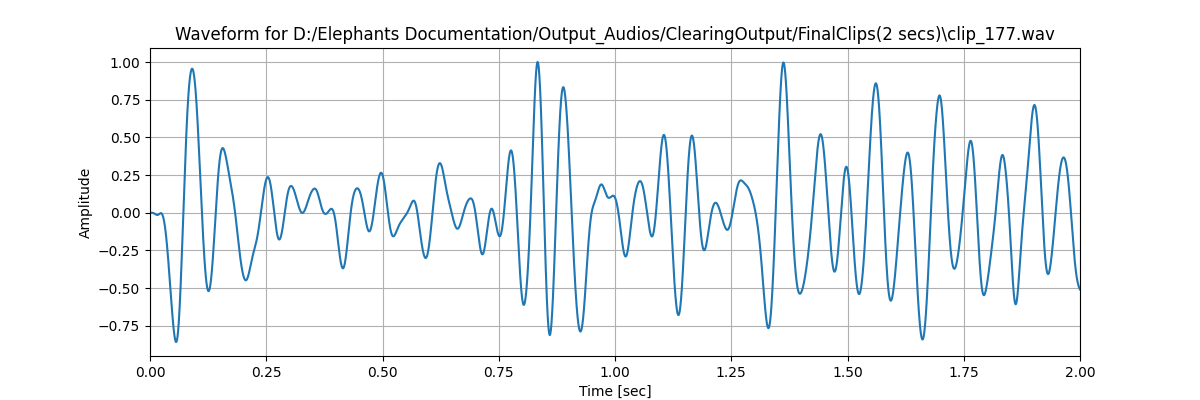 Waveform for D:/Elephants Documentation/Output_Audios/ClearingOutput/FinalClips(2 secs)\clip_177.wav
1.00
0.75
0.50
0.25
0.00
−0.25
−0.50
−0.75
Amplitude
0.00 0.25 0.50 0.75 1.00 1.25 1.50 1.75 2.00
Time [sec]